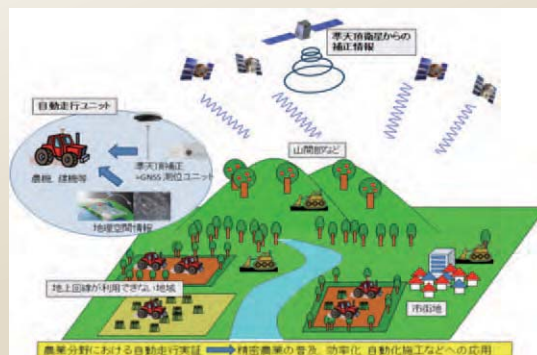 準天頂衛星からの
補正情報
自動走行ユニット
農機、建機等
準天頂補正
+GNSS測位ユニット
地理空間情報
山間部など
地上回線が利用できない地域
市街地
農業分野における自動走行実証 精密農業の普及、効率化 自動化施工などへの応用